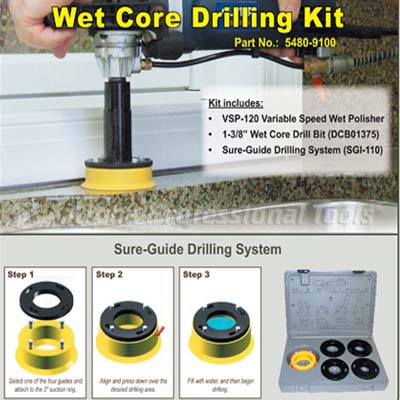 Wet Core Drilling Kit
Part No.: 5480-9100
Kit includes:
• VSP-120 Variable Speed Wet Polisher
• 1-3/8” Wet Core Drill Bit (DCB01375)
• Sure-Guide Drilling System (SGI-110)
Professional Tools
Sure-Guide Drilling System
Step 1
Step 2
Step 3
Select one of the four guides and
attach to the 3" suction ring.
Align and press down over the
desired drilling area.
Fill with water, and then begin
drilling.